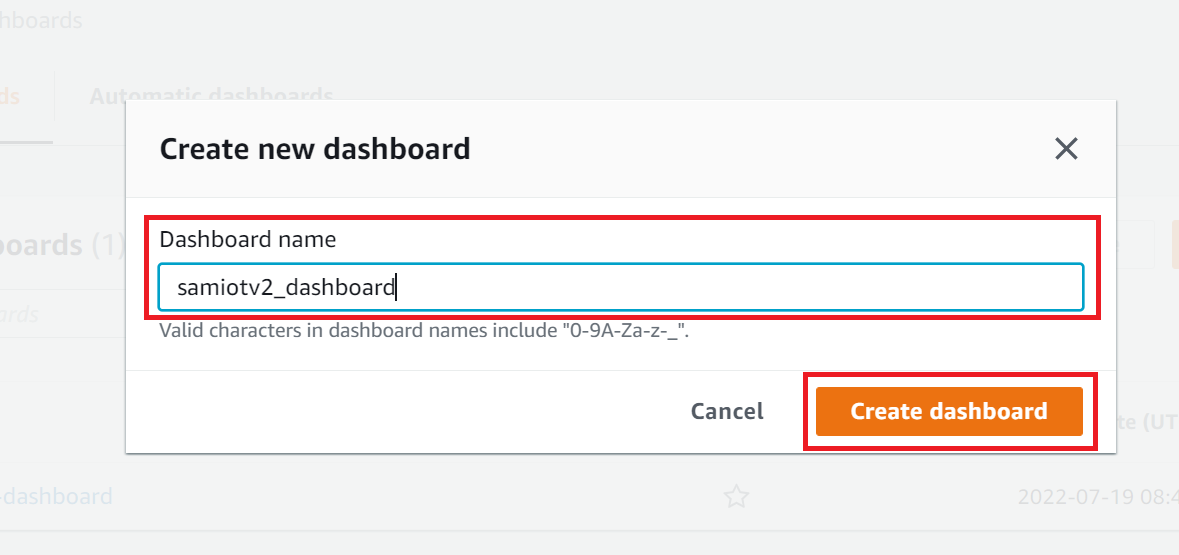 hboards
ds
Automatic dashboards
Create new dashboard
boards (1)
Dashboard name
samiotv2_dashboard
ards
Valid characters in dashboard names include "0-9A-Za-z-_".
Cancel
Create dashboard
te (UT
-dashboard
2022-07-19 08:4